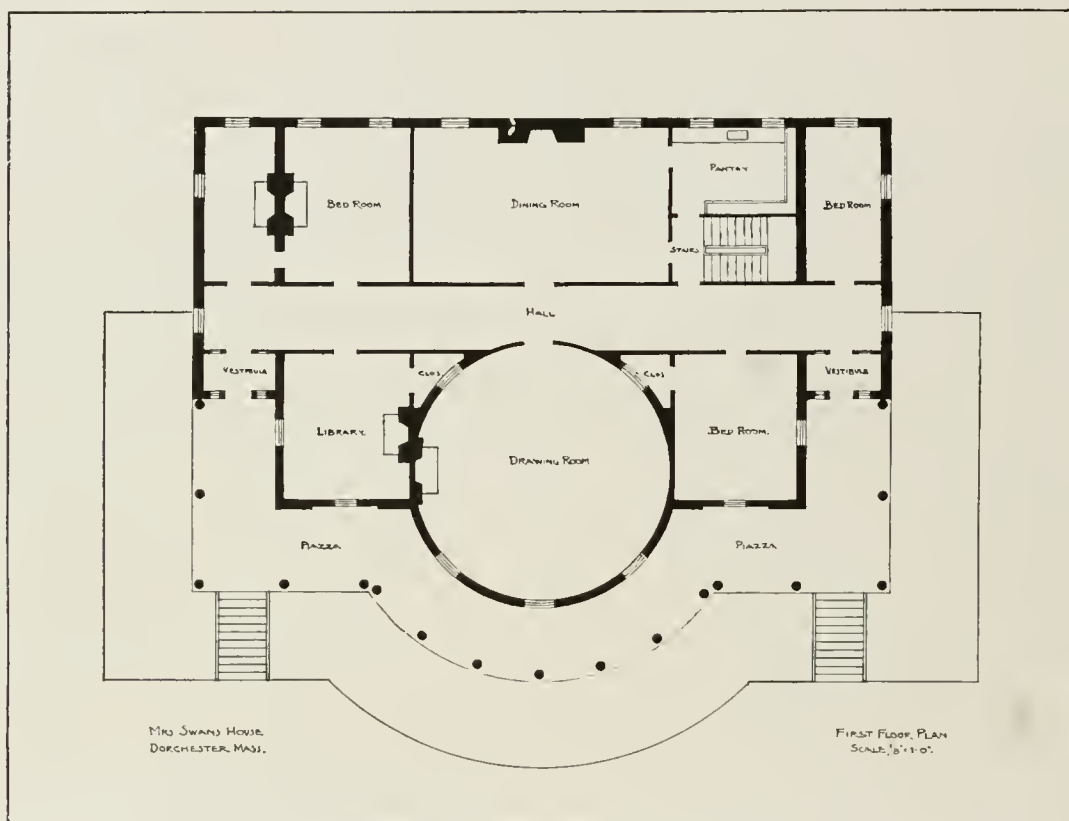 PANTRY
BED ROOM
DINING ROOM
BED ROOM
STAIRS
HALL
VESTIBULE
CLOS.
CLOS
VESTIBULE
LIBRARY.
BED ROOM.
DRAWING ROOM
PIAZZA
PIAZZA
MRS SWANS HOUSE
DORCHESTER, MASS.
FIRST FLOOR PLAN
SCALE, 1/8"=1'-0".